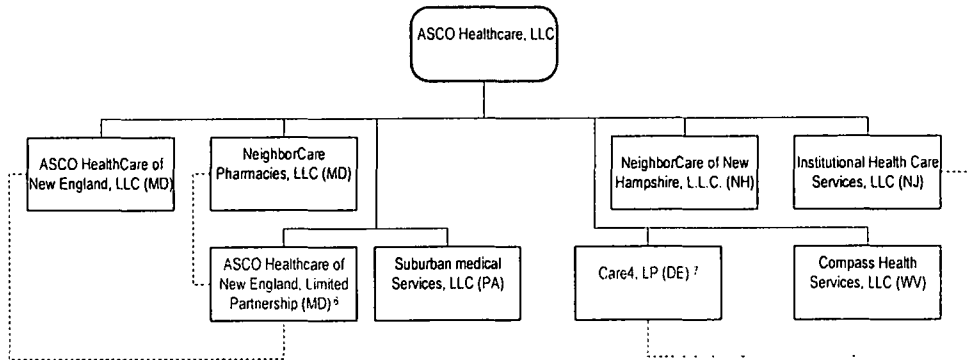 ASCO Healthcare, LLC
ASCO HealthCare of
New England, LLC (MD)
NeighborCare
Pharmacies, LLC (MD)
NeighborCare of New
Hampshire, L.L.C. (NH)
Institutional Health Care
Services, LLC (NJ)
ASCO Healthcare of
New England, Limited
Partnership (MD) 6
Suburban medical
Services, LLC (PA)
Care4, LP (DE) 7
Compass Health
Services, LLC (WV)